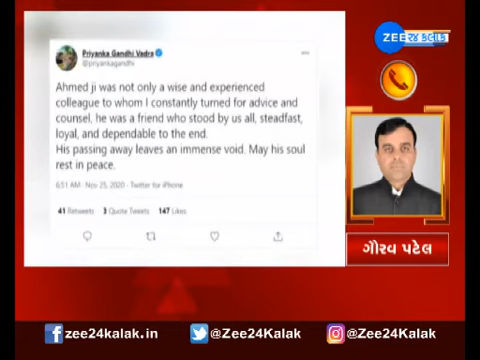 Priyanka Gandhi Vadra
@priyankagandhi
Ahmed ji was not only a wise and experienced
colleague to whom I constantly turned for advice and
counsel, he was a friend who stood by us all, steadfast,
loyal, and dependable to the end.
His passing away leaves an immense void. May his soul
rest in peace.
6:51 AM · Nov 25, 2020 · Twitter for iPhone
41 Retweets 3 Quote Tweets 147 Likes
ZEE ૨૪ કલાક
ગૌરવ પટેલ
zee24kalak.in
@Zee24Kalak
@Zee24Kalak